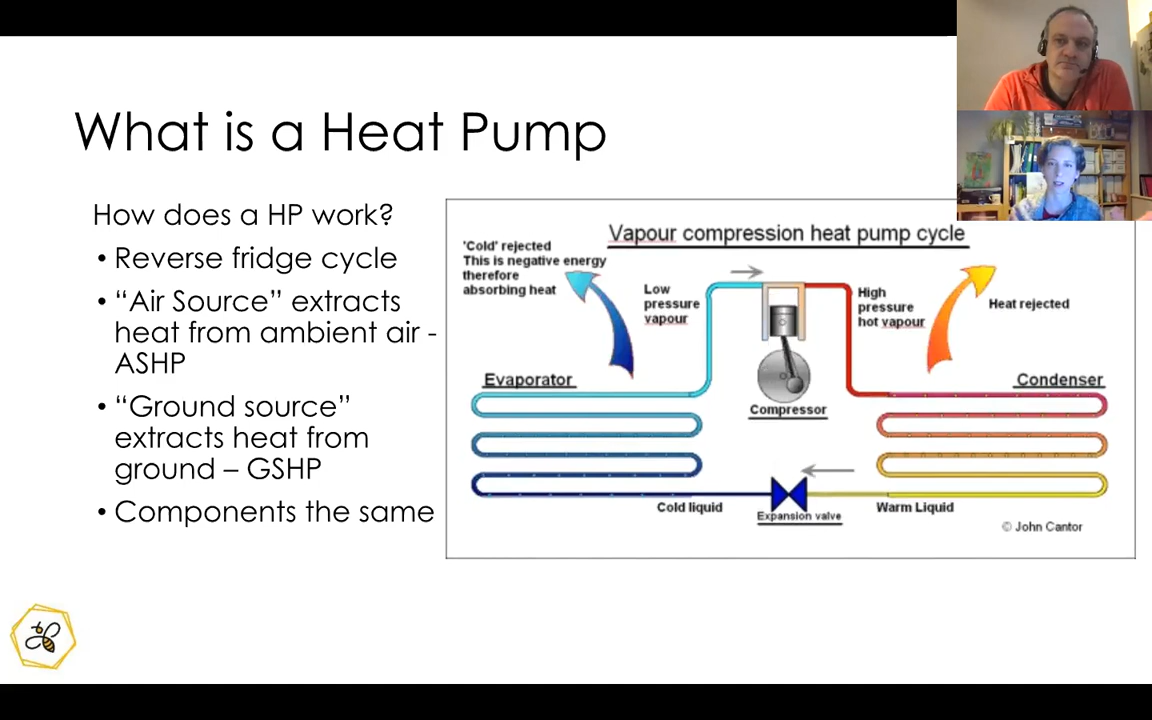 What is a Heat Pump
How does a HP work?
• Reverse fridge cycle
• “Air Source” extracts
heat from ambient air -
ASHP
• “Ground source”
extracts heat from
ground – GSHP
• Components the same
Vapour compression heat pump cycle
'Cold' rejected
This is negative energy
therefore
absorbing heat
Low
pressure
vapour
High
pressure
hot vapour
Heat rejected
Evaporator
Condenser
Compressor
Cold liquid
Expansion valve
Warm Liquid
© John Cantor